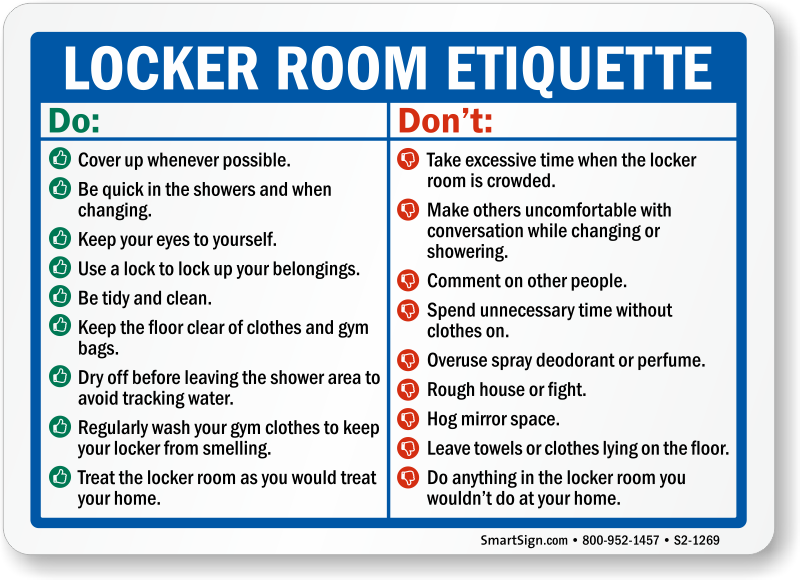 LOCKER ROOM ETIQUETTE
Do:
Cover up whenever possible.
Be quick in the showers and when
changing.
Keep your eyes to yourself.
Use a lock to lock up your belongings.
Be tidy and clean.
Keep the floor clear of clothes and gym
bags.
Dry off before leaving the shower area to
avoid tracking water.
Regularly wash your gym clothes to keep
your locker from smelling.
Treat the locker room as you would treat
your home.
Don't:
Take excessive time when the locker
room is crowded.
Make others uncomfortable with
conversation while changing or
showering.
Comment on other people.
Spend unnecessary time without
clothes on.
Overuse spray deodorant or perfume.
Rough house or fight.
Hog mirror space.
Leave towels or clothes lying on the floor.
Do anything in the locker room you
wouldn't do at your home.
SmartSign.com • 800-952-1457 • S2-1269